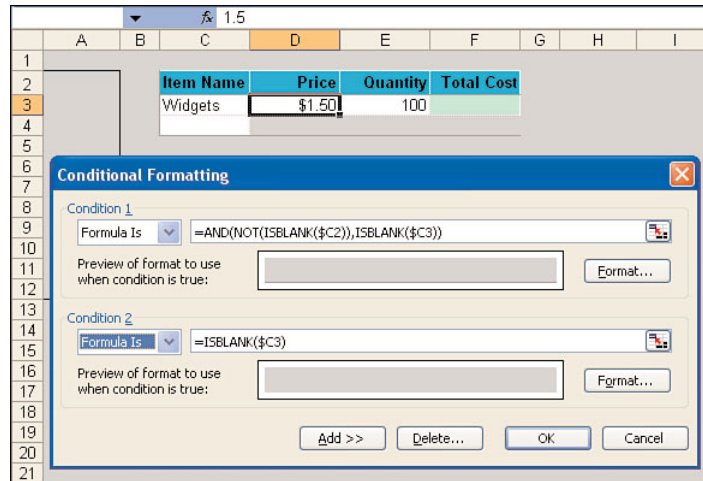 fx 1.5
A B C D E F G H I
1
2 Item Name Price Quantity Total Cost
3 Widgets $1.50 100
4
5
6
7
8
9
10
11
12
13
14
15
16
17
18
19
20
21
Conditional Formatting
Condition 1
Formula Is =AND(NOT(ISBLANK($C2)),ISBLANK($C3))
Preview of format to use
when condition is true:
Format...
Condition 2
Formula Is =ISBLANK($C3)
Preview of format to use
when condition is true:
Format...
Add >> Delete... OK Cancel